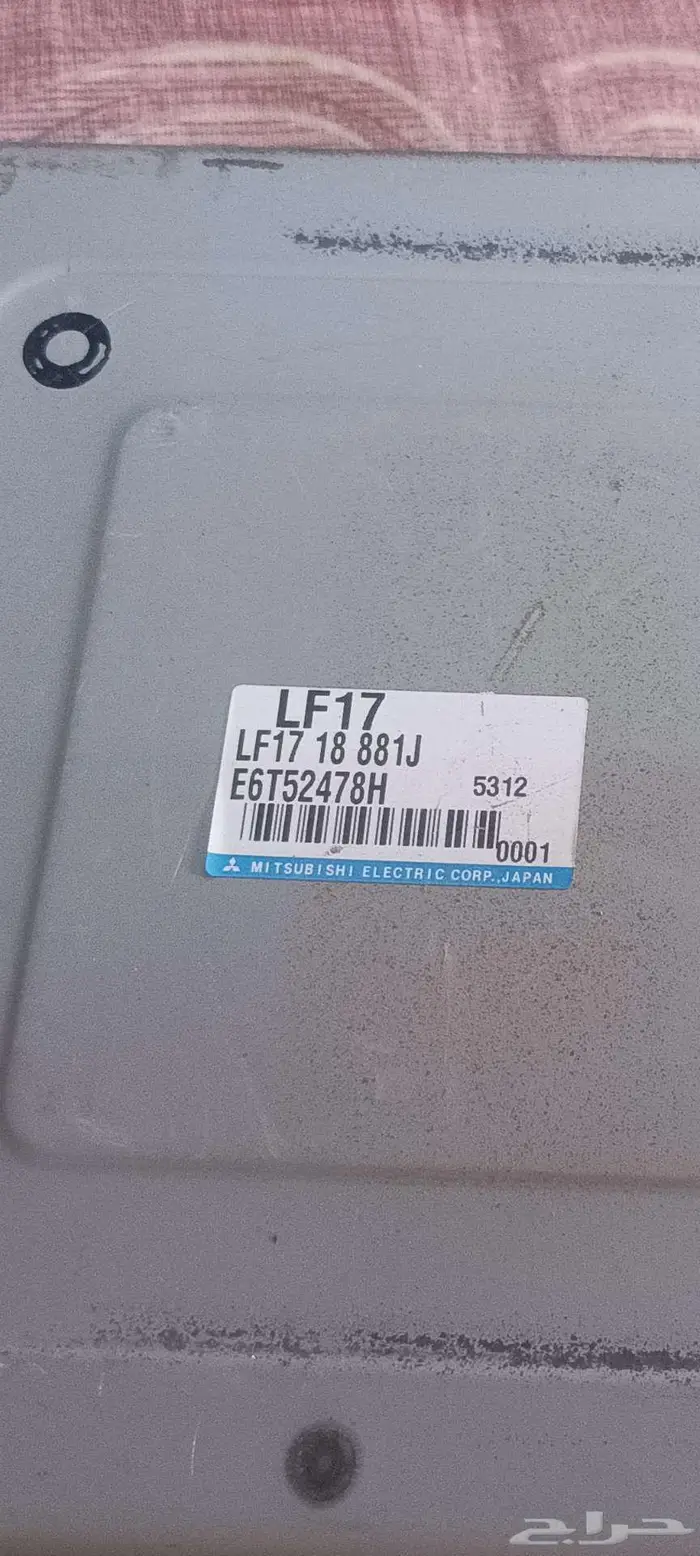 LF17
LF17 18 881J
E6T52478H 5312
0001
MITSUBISHI ELECTRIC CORP.,JAPAN
حراج